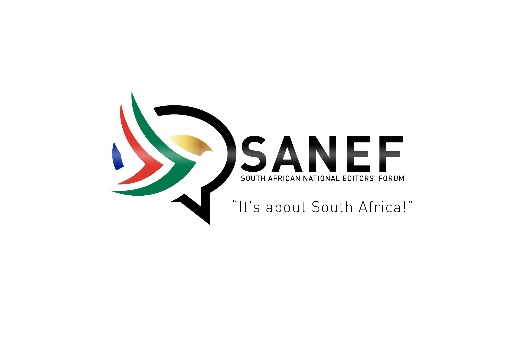 SANEF
SOUTH AFRICAN NATIONAL EDITORS' FORUM
"It's about South Africa!"